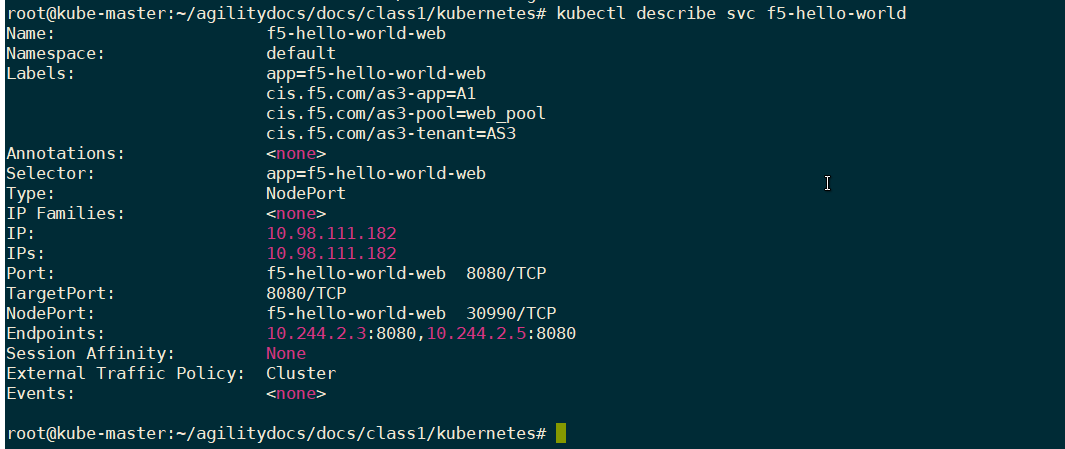 root@kube-master:~/agilitydocs/docs/class1/kubernetes# kubectl describe svc f5-hello-world
Name:                     f5-hello-world-web
Namespace:                default
Labels:                   app=f5-hello-world-web
                          cis.f5.com/as3-app=A1
                          cis.f5.com/as3-pool=web_pool
                          cis.f5.com/as3-tenant=AS3
Annotations:              <none>
Selector:                 app=f5-hello-world-web
Type:                     NodePort
IP Families:              <none>
IP:                       10.98.111.182
IPs:                      10.98.111.182
Port:                     f5-hello-world-web  8080/TCP
TargetPort:               8080/TCP
NodePort:                 f5-hello-world-web  30990/TCP
Endpoints:                10.244.2.3:8080,10.244.2.5:8080
Session Affinity:         None
External Traffic Policy:  Cluster
Events:                   <none>
root@kube-master:~/agilitydocs/docs/class1/kubernetes#